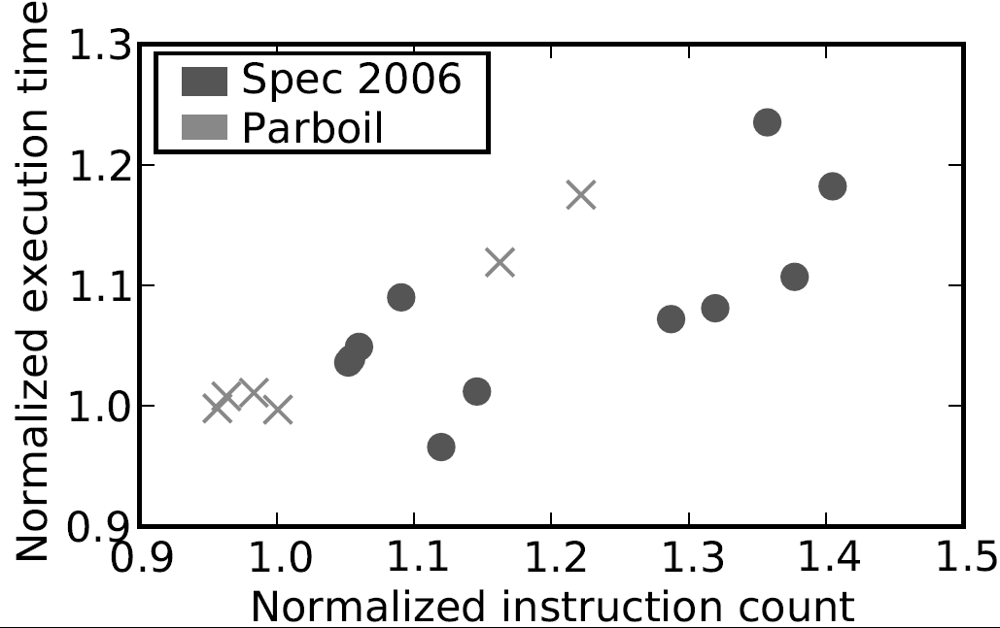 Normalized execution time
1.3
1.2
1.1
1.0
0.9
Spec 2006
Parboil
0.9 1.0 1.1 1.2 1.3 1.4 1.5
Normalized instruction count